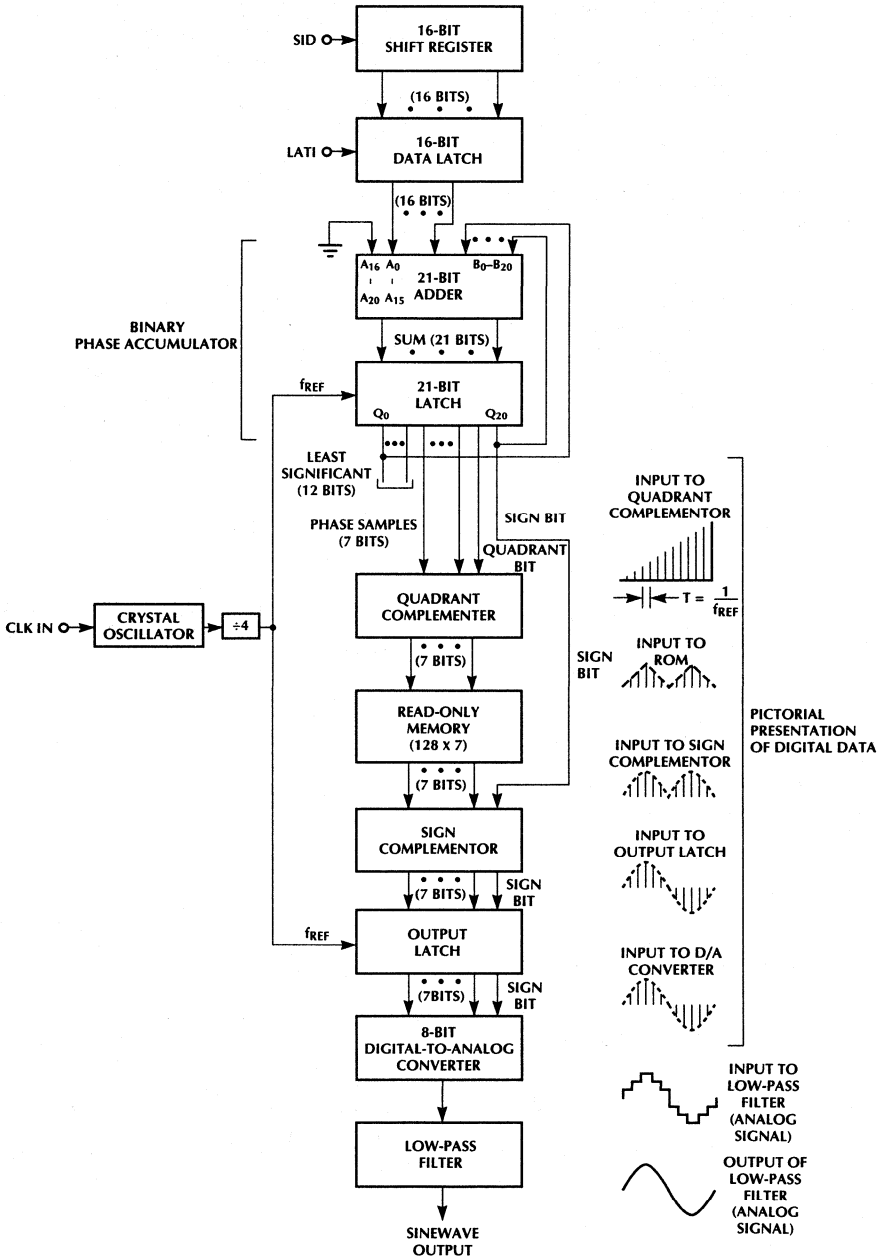 16-BIT
SHIFT REGISTER
SID
(16 BITS)
16-BIT
DATA LATCH
LATI
(16 BITS)
A16 A0
B0–B20
21-BIT
ADDER
A20 A15
BINARY
PHASE ACCUMULATOR
SUM (21 BITS)
fREF
21-BIT
LATCH
Q0
Q20
LEAST
SIGNIFICANT
(12 BITS)
PHASE SAMPLES
(7 BITS)
SIGN BIT
QUADRANT
BIT
QUADRANT
COMPLEMENTER
CLK IN
CRYSTAL
OSCILLATOR
÷4
(7 BITS)
SIGN
BIT
READ-ONLY
MEMORY
(128 X 7)
(7 BITS)
SIGN
COMPLEMENTOR
(7 BITS)
SIGN
BIT
fREF
OUTPUT
LATCH
(7BITS)
SIGN
BIT
8-BIT
DIGITAL-TO-ANALOG
CONVERTER
LOW-PASS
FILTER
SINEWAVE
OUTPUT
INPUT TO
QUADRANT
COMPLEMENTOR
T = 1
fREF
INPUT TO
ROM
INPUT TO SIGN
COMPLEMENTOR
INPUT TO
OUTPUT LATCH
INPUT TO D/A
CONVERTER
PICTORIAL
PRESENTATION
OF DIGITAL DATA
INPUT TO
LOW-PASS
FILTER
(ANALOG
SIGNAL)
OUTPUT OF
LOW-PASS
FILTER
(ANALOG
SIGNAL)